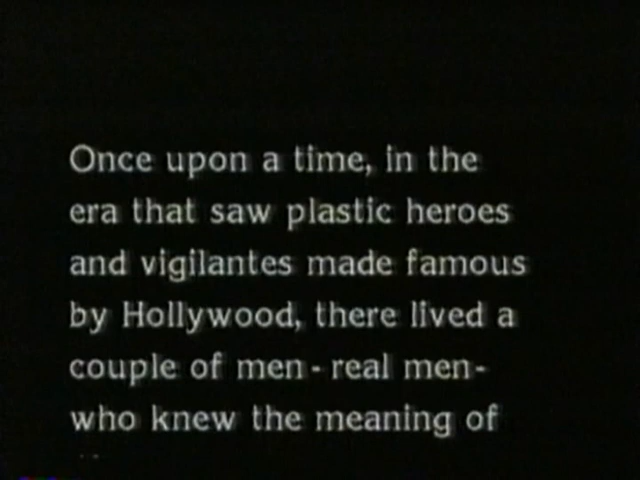 Once upon a time, in the
era that saw plastic heroes
and vigilantes made famous
by Hollywood, there lived a
couple of men - real men -
who knew the meaning of